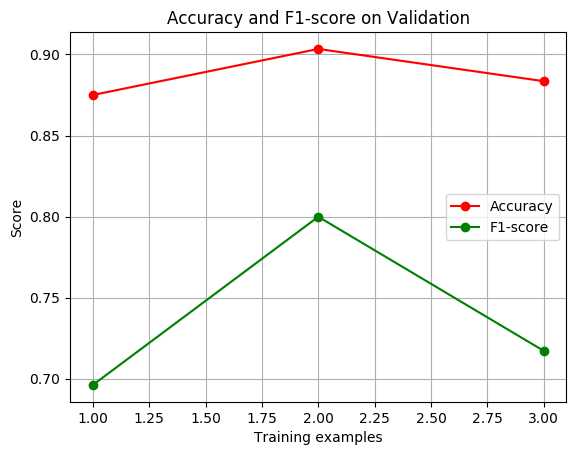 Accuracy and F1-score on Validation
0.90
0.85
0.80
0.75
0.70
Score
Accuracy
F1-score
1.00 1.25 1.50 1.75 2.00 2.25 2.50 2.75 3.00
Training examples